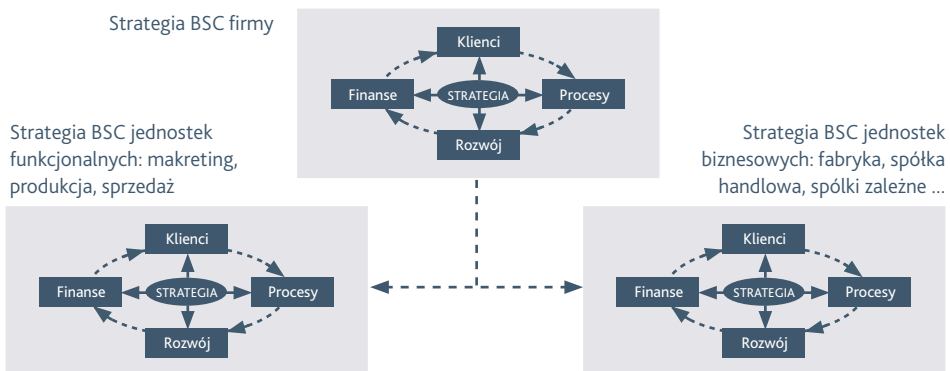 Strategia BSC firmy
Klienci
Finanse
STRATEGIA
Procesy
Rozwój
Strategia BSC jednostek
funkcjonalnych: makreting,
produkcja, sprzedaż
Strategia BSC jednostek
biznesowych: fabryka, spółka
handlowa, spólki zależne ...
Klienci
Finanse
STRATEGIA
Procesy
Rozwój
Klienci
Finanse
STRATEGIA
Procesy
Rozwój